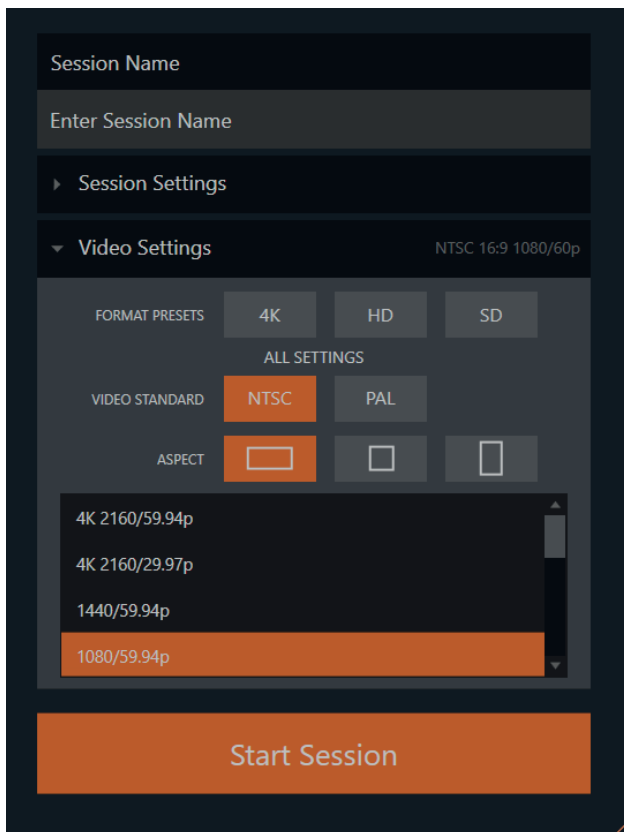 Session Name
Enter Session Name
Session Settings
Video Settings NTSC 16:9 1080/60p
FORMAT PRESETS 4K HD SD
ALL SETTINGS
VIDEO STANDARD NTSC PAL
ASPECT
4K 2160/59.94p
4K 2160/29.97p
1440/59.94p
1080/59.94p
Start Session